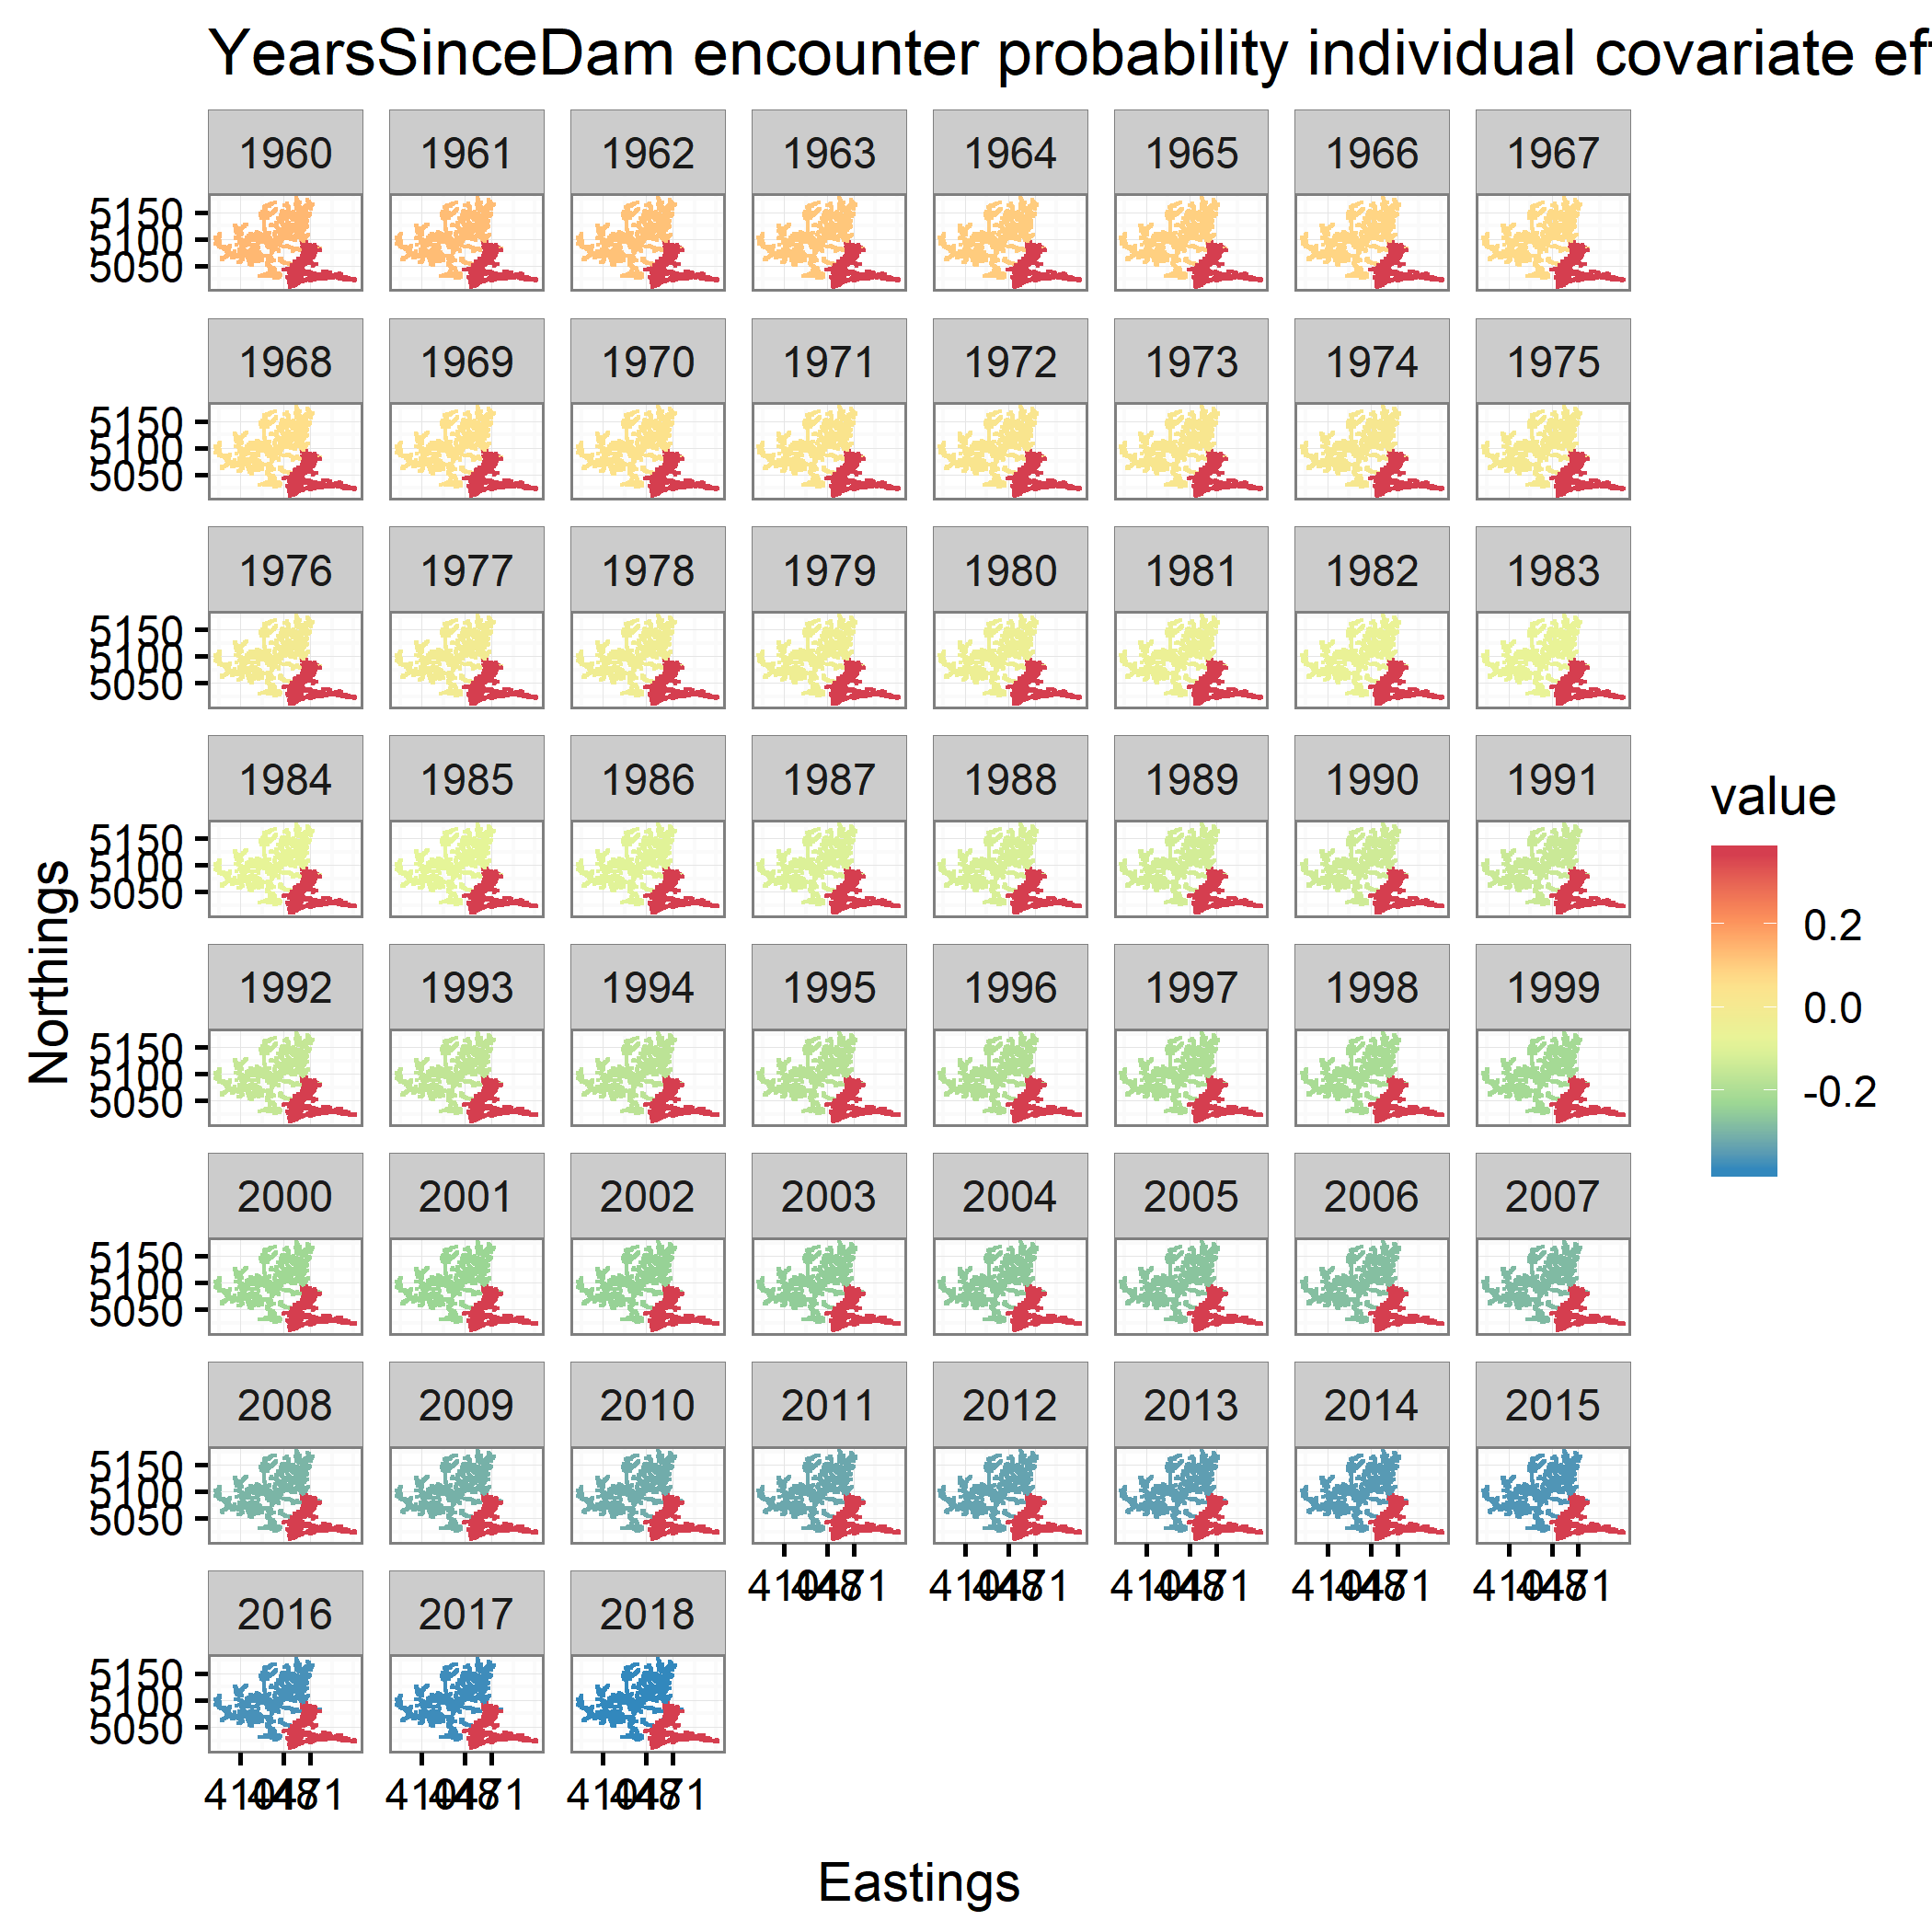 YearsSinceDam encounter probability individual covariate eff
1960 1961 1962 1963 1964 1965 1966 1967
5150
5100
5050
1968 1969 1970 1971 1972 1973 1974 1975
5150
5100
5050
1976 1977 1978 1979 1980 1981 1982 1983
5150
5100
5050
1984 1985 1986 1987 1988 1989 1990 1991
5150
5100
5050
1992 1993 1994 1995 1996 1997 1998 1999
5150
5100
5050
2000 2001 2002 2003 2004 2005 2006 2007
5150
5100
5050
2008 2009 2010 2011 2012 2013 2014 2015
5150
5100
5050
2016 2017 2018
5150
5100
5050
Northings
Eastings
value
0.2
0.0
-0.2